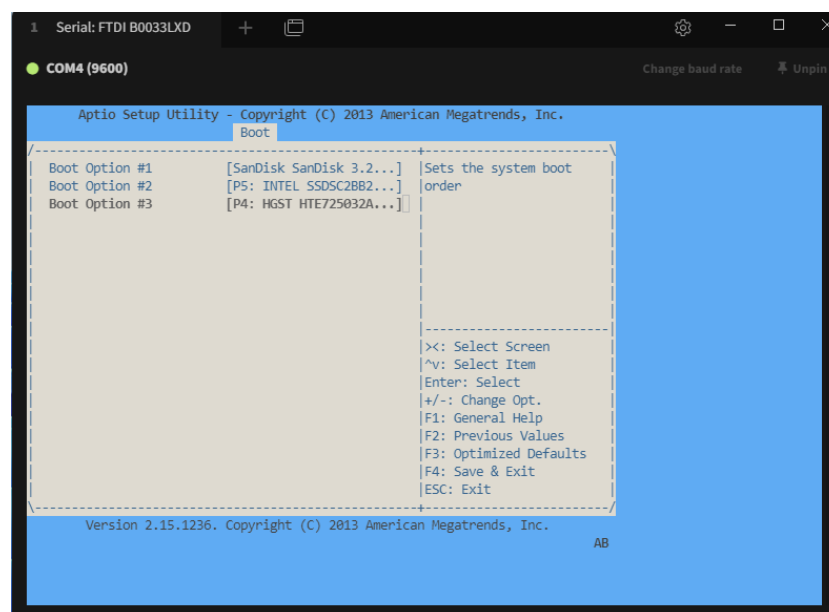 1 Serial: FTDI B0033LXD +
COM4 (9600) Change baud rate Unpin
Aptio Setup Utility - Copyright (C) 2013 American Megatrends, Inc.
Boot
Boot Option #1 [SanDisk SanDisk 3.2...] Sets the system boot
Boot Option #2 [P5: INTEL SSDSC2BB2...] order
Boot Option #3 [P4: HGST HTE725032A...]
><: Select Screen
^v: Select Item
Enter: Select
+/-: Change Opt.
F1: General Help
F2: Previous Values
F3: Optimized Defaults
F4: Save & Exit
ESC: Exit
Version 2.15.1236. Copyright (C) 2013 American Megatrends, Inc.
AB